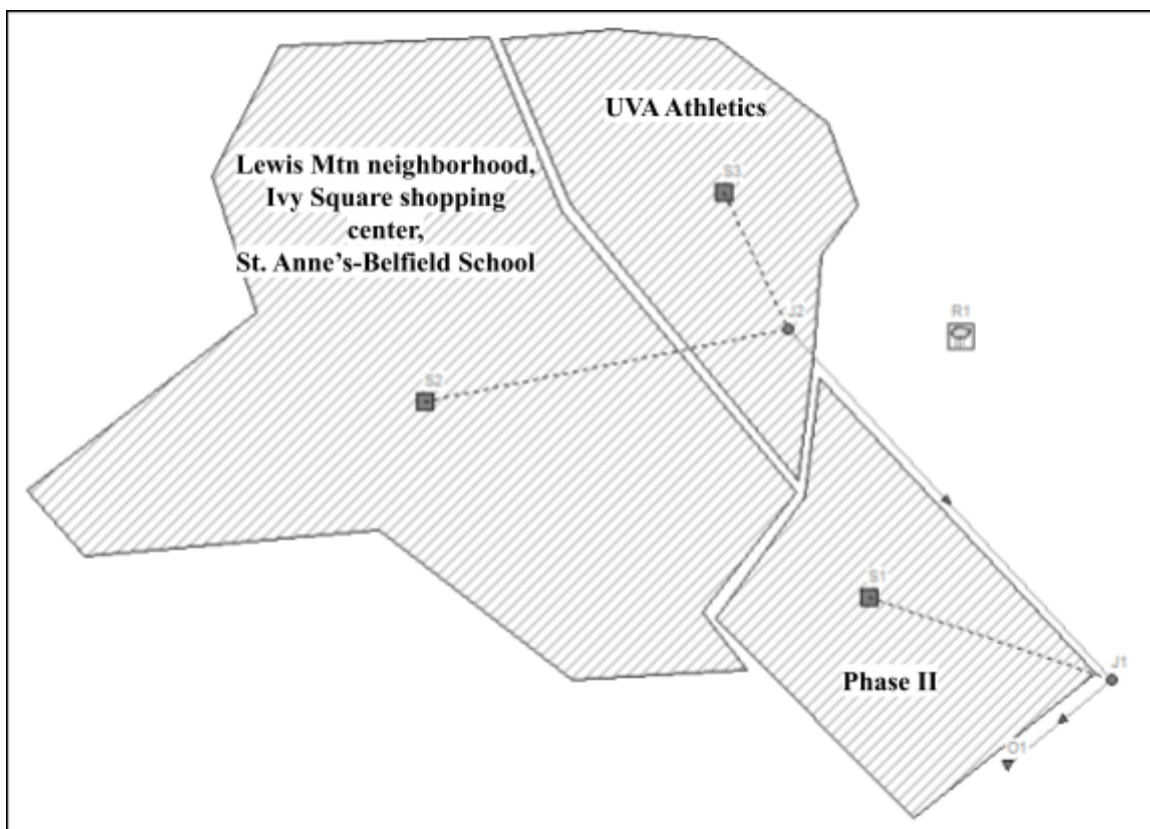 UVA Athletics
Lewis Mtn neighborhood,
Ivy Square shopping
center,
St. Anne's-Belfield School
S3
J2
R1
S2
S1
Phase II
J1
O1